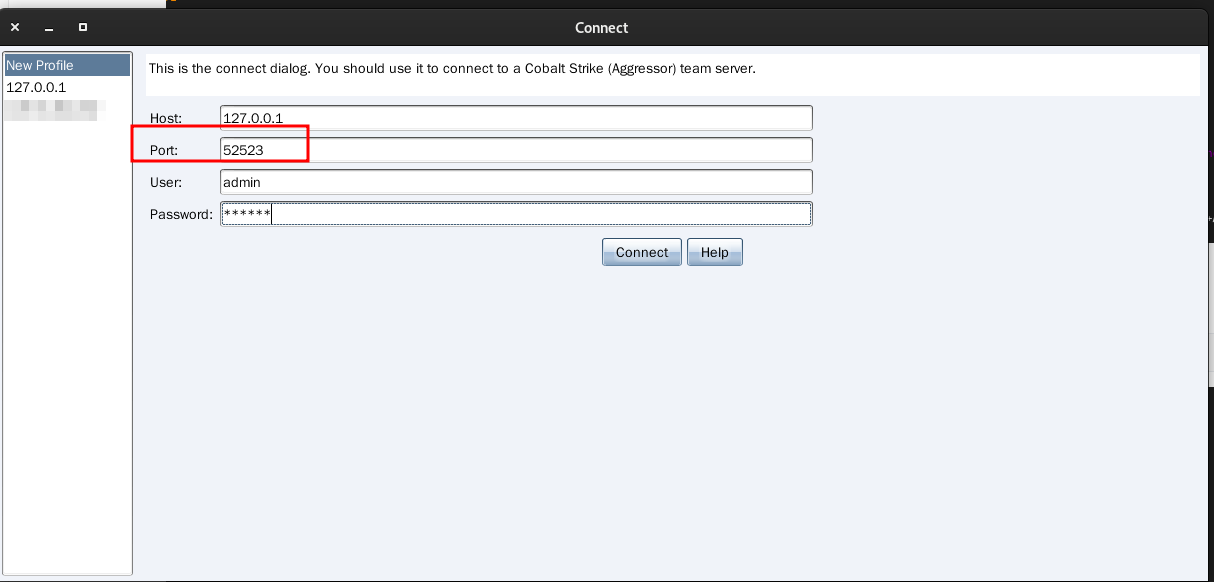 Connect
New Profile
127.0.0.1
This is the connect dialog. You should use it to connect to a Cobalt Strike (Aggressor) team server.
Host: 127.0.0.1
Port: 52523
User: admin
Password: ******
Connect Help